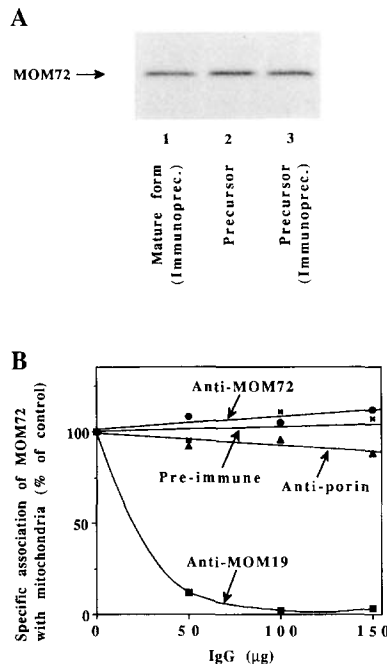 A
MOM72
1
2
3
Mature form
(Immunoprec.)
Precursor
Precursor
(Immunoprec.)
B
Specific association of MOM72
with mitochondria (% of control)
100
50
0
Anti-MOM72
Pre-immune
Anti-porin
Anti-MOM19
0
50
100
150
IgG (µg)